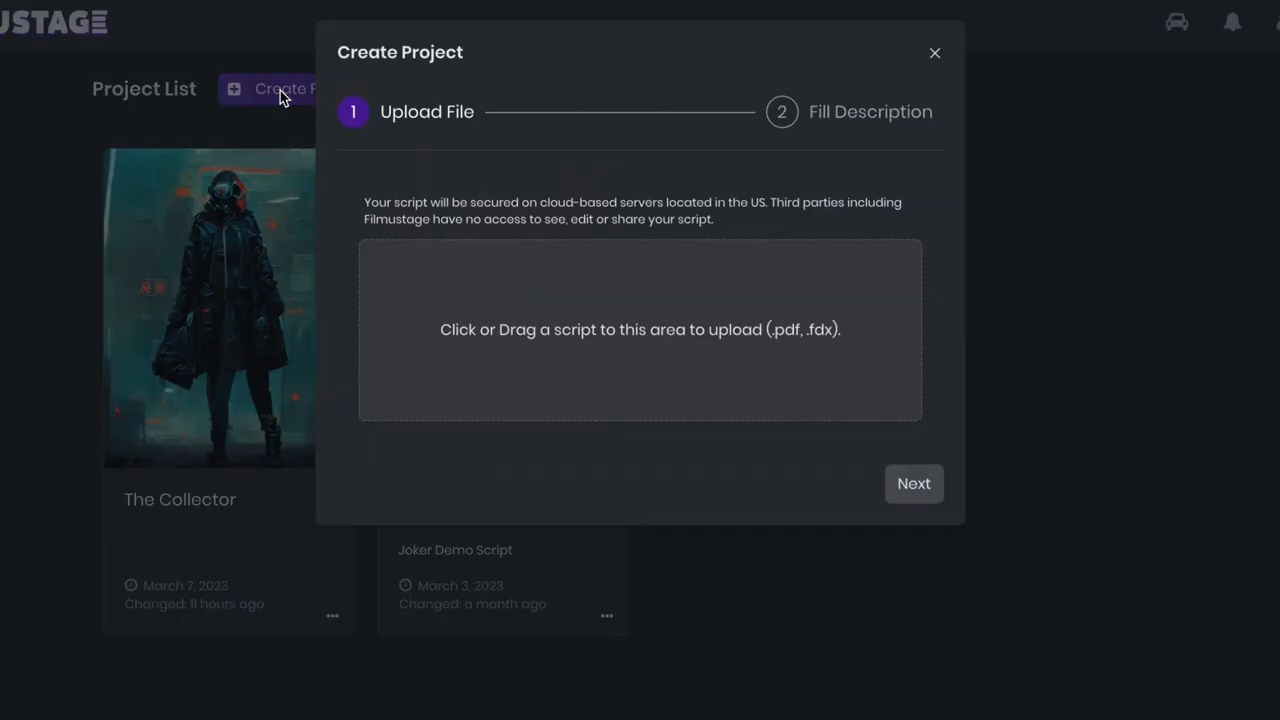 USTAGE
Create Project
Project List
Create P
1 Upload File
2 Fill Description
Your script will be secured on cloud-based servers located in the US. Third parties including
Filmustage have no access to see, edit or share your script.
Click or Drag a script to this area to upload (.pdf, .fdx).
Next
The Collector
Joker Demo Script
March 7, 2023
Changed: 11 hours ago
March 3, 2023
Changed: a month ago